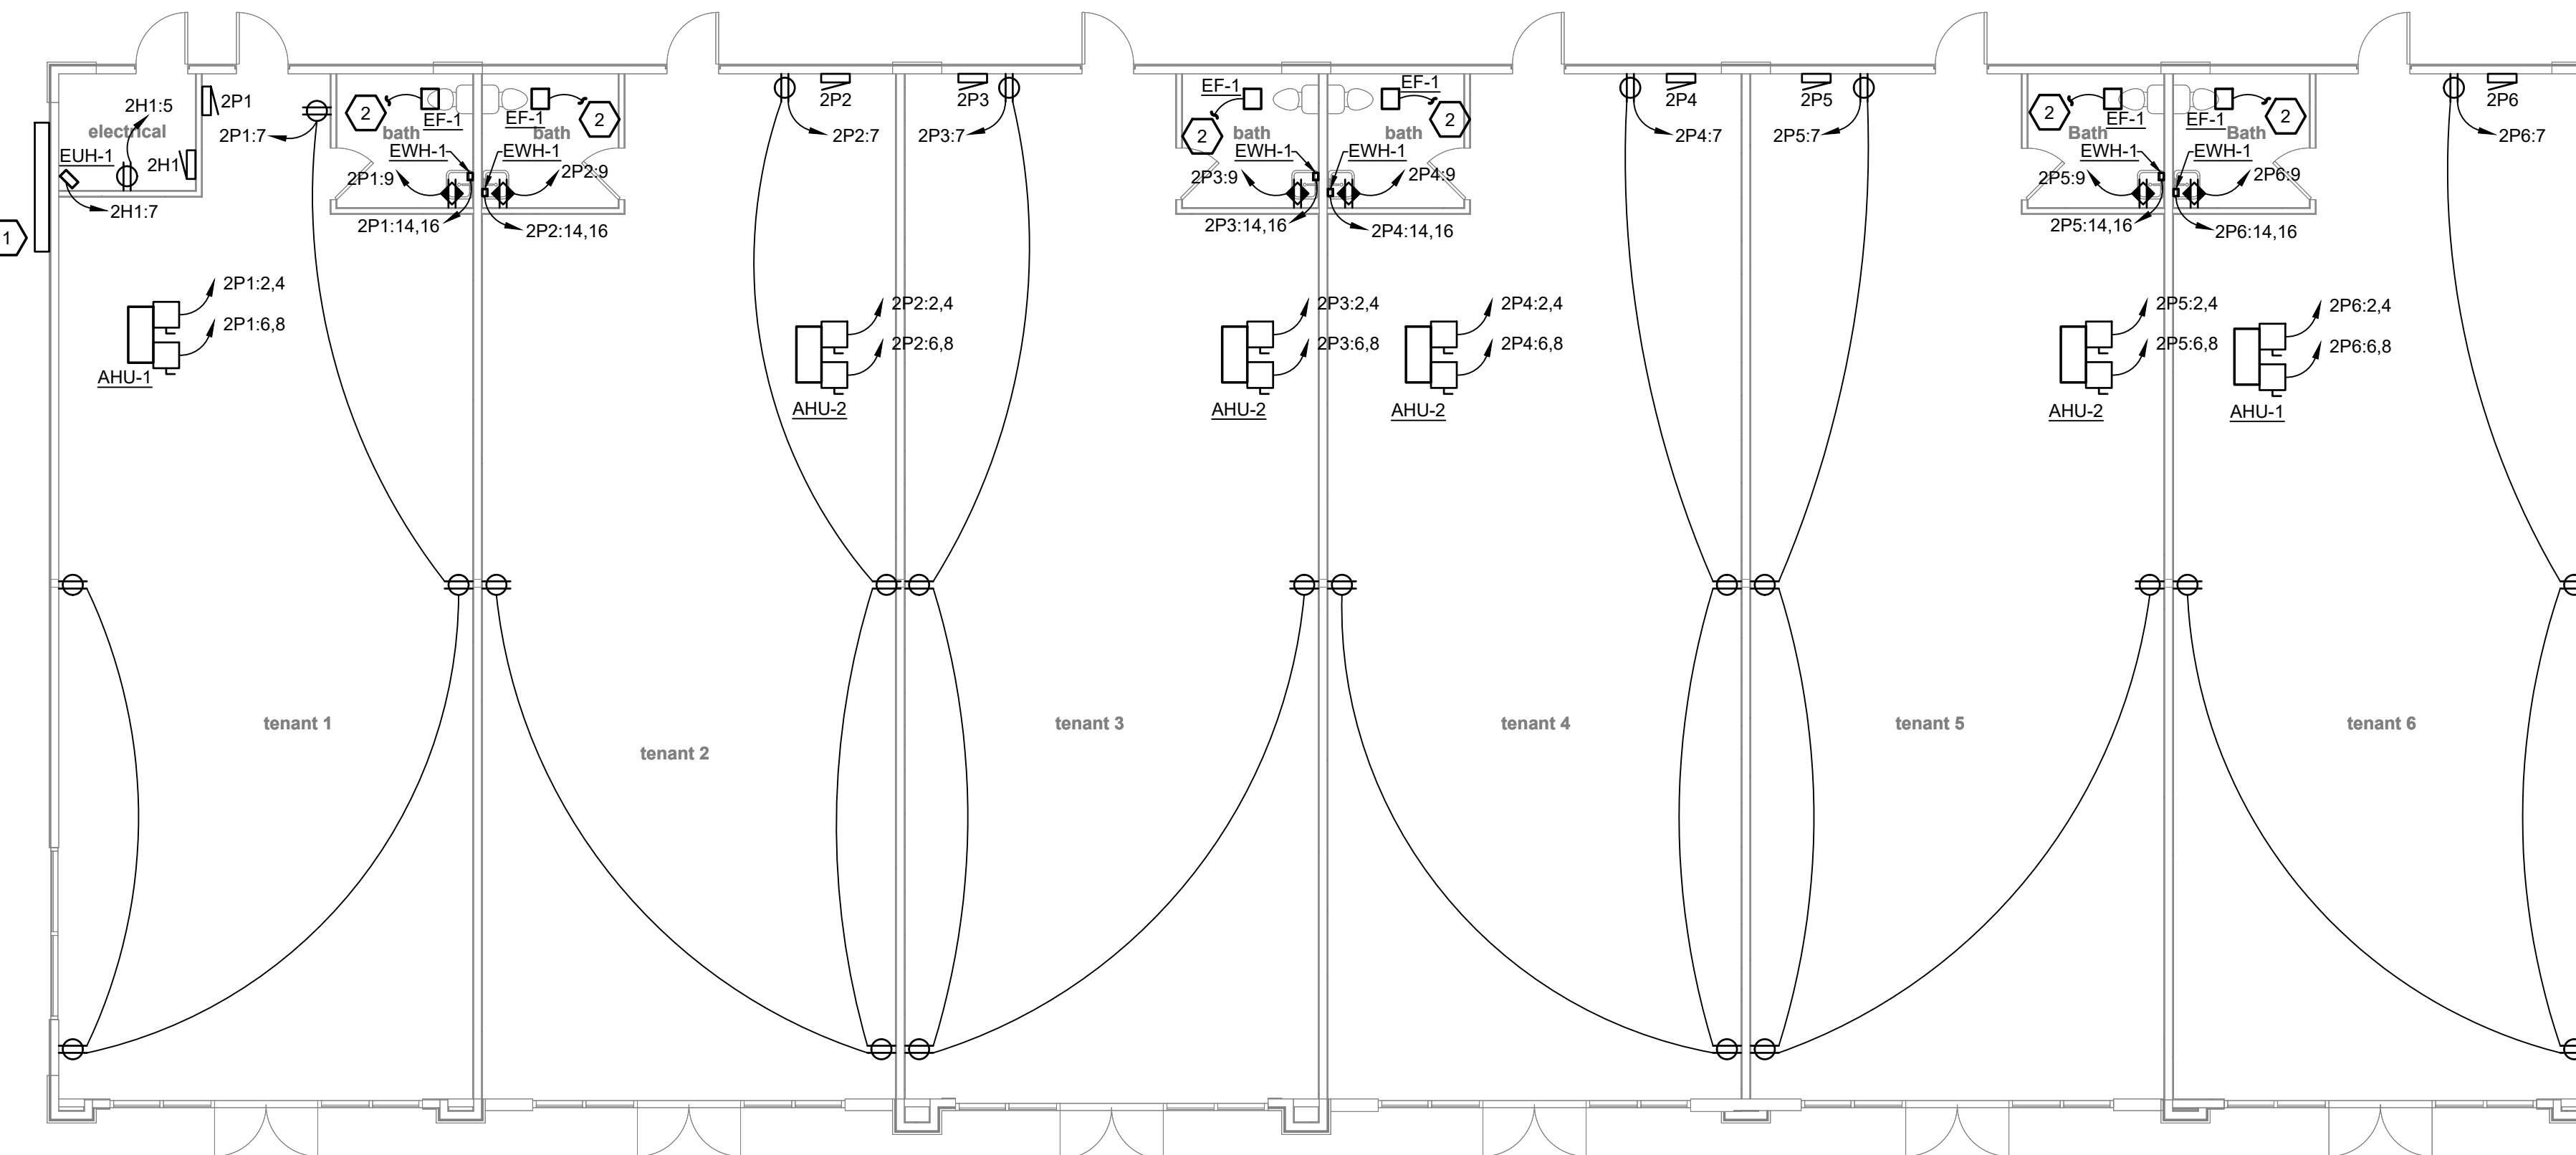 2H1:5
electrical
EUH-1
2H1
2H1:7
1
2P1
2P1:7
2
bath
EF-1
EWH-1
2P1:9
2P1:14,16
2P1:2,4
2P1:6,8
AHU-1
tenant 1
EF-1
bath
2
EWH-1
2P2:9
2P2:14,16
2P2
2P2:7
2P2:2,4
2P2:6,8
AHU-2
tenant 2
2P3
2P3:7
EF-1
2
bath
EWH-1
2P3:9
2P3:14,16
2P3:2,4
2P3:6,8
AHU-2
tenant 3
EF-1
2
bath
EWH-1
2P4:9
2P4:14,16
2P4
2P4:7
2P4:2,4
2P4:6,8
AHU-2
tenant 4
2P5
2P5:7
2
Bath
EF-1
EWH-1
2P5:9
2P5:14,16
2P5:2,4
2P5:6,8
AHU-2
tenant 5
EF-1
Bath
2
EWH-1
2P6:9
2P6:14,16
2P6
2P6:7
2P6:2,4
2P6:6,8
AHU-1
tenant 6